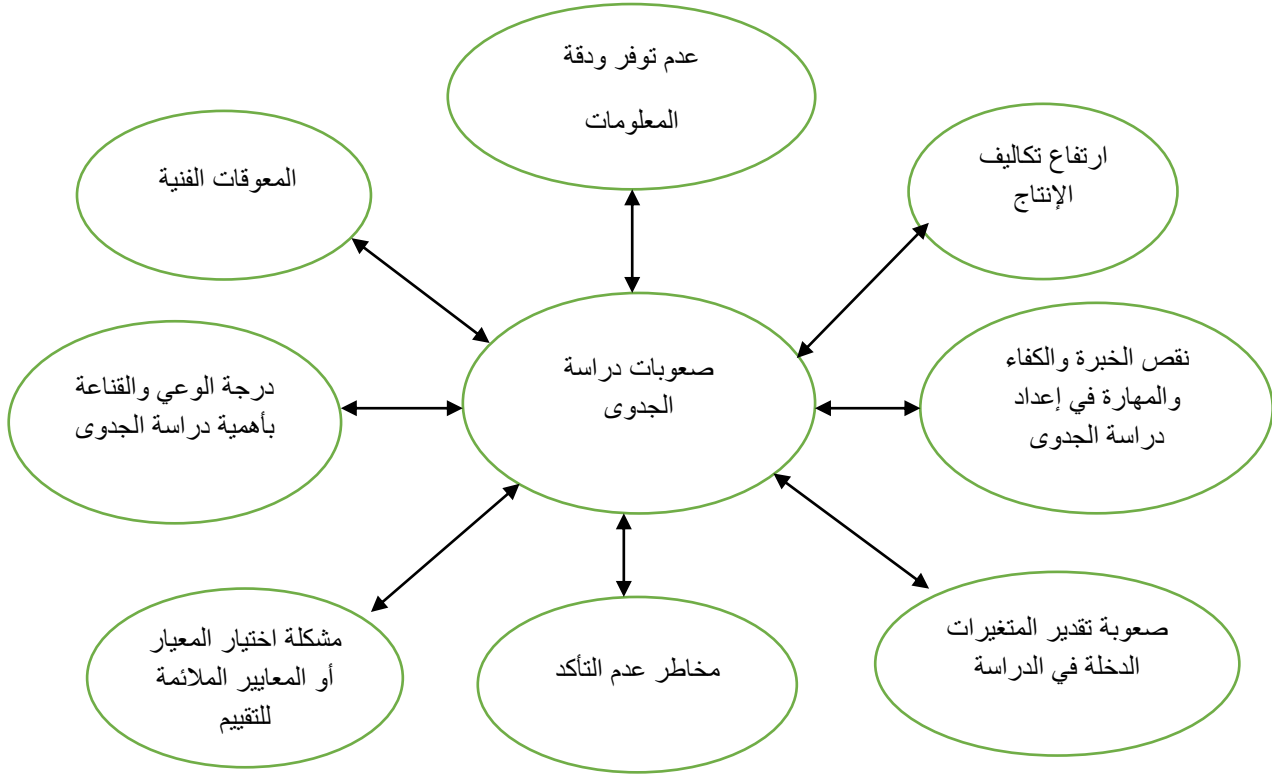 عدم توفر ودقة
المعلومات
ارتفاع تكاليف
الإنتاج
المعوقات الفنية
نقص الخبرة والكفاء
والمهارة في إعداد
دراسة الجدوى
صعوبات دراسة
الجدوى
درجة الوعي والقناعة
بأهمية دراسة الجدوى
صعوبة تقدير المتغيرات
الدخلة في الدراسة
مخاطر عدم التأكد
مشكلة اختيار المعيار
أو المعايير الملائمة
للتقييم